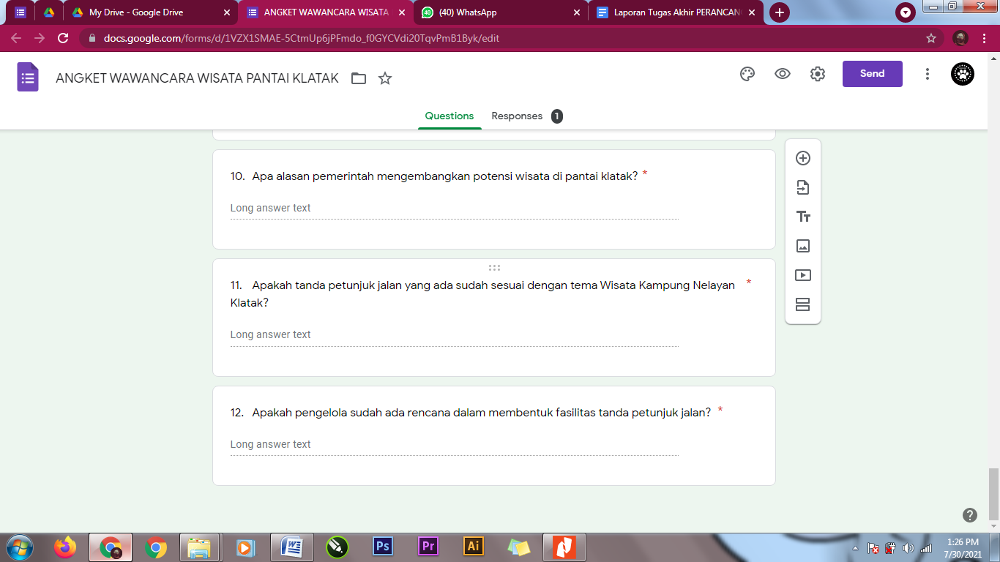 My Drive - Google Drive
ANGKET WAWANCARA WISATA
(40) WhatsApp
Laporan Tugas Akhir PERANCAN
docs.google.com/forms/d/1VZX1SMAE-5CtmUp6jPFmdo_f0GYCVdi20TqvPmB1Byk/edit
ANGKET WAWANCARA WISATA PANTAI KLATAK
Send
Questions
Responses 1
10. Apa alasan pemerintah mengembangkan potensi wisata di pantai klatak? *
Long answer text
11. Apakah tanda petunjuk jalan yang ada sudah sesuai dengan tema Wisata Kampung Nelayan *
Klatak?
Long answer text
12. Apakah pengelola sudah ada rencana dalam membentuk fasilitas tanda petunjuk jalan? *
Long answer text
Ps
Pr
Ai
1:26 PM
7/30/2021